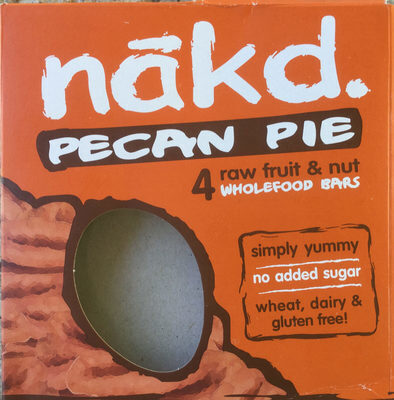 nākd.
PECAN PIE
4 raw fruit & nut
WHOLEFOOD BARS
simply yummy
no added sugar
wheat, dairy &
gluten free!